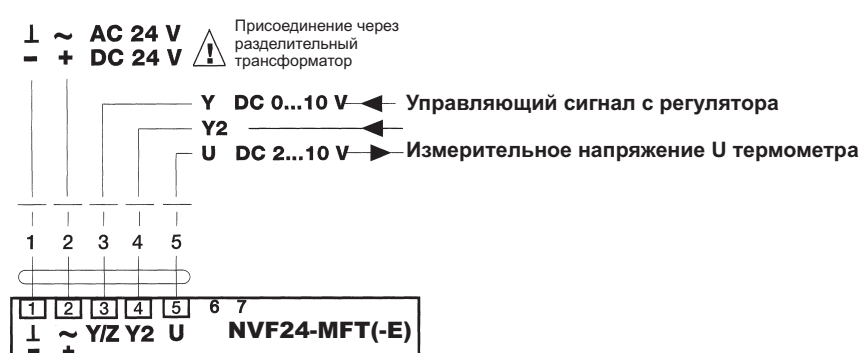 ⊥ ~ AC 24 V
– + DC 24 V
Присоединение через
разделительный
трансформатор
Y DC 0...10 V Управляющий сигнал с регулятора
Y2
U DC 2...10 V Измерительное напряжение U термометра
1 2 3 4 5
1 2 3 4 5 6 7
⊥ ~ Y/Z Y2 U NVF24-MFT(-E)
– +